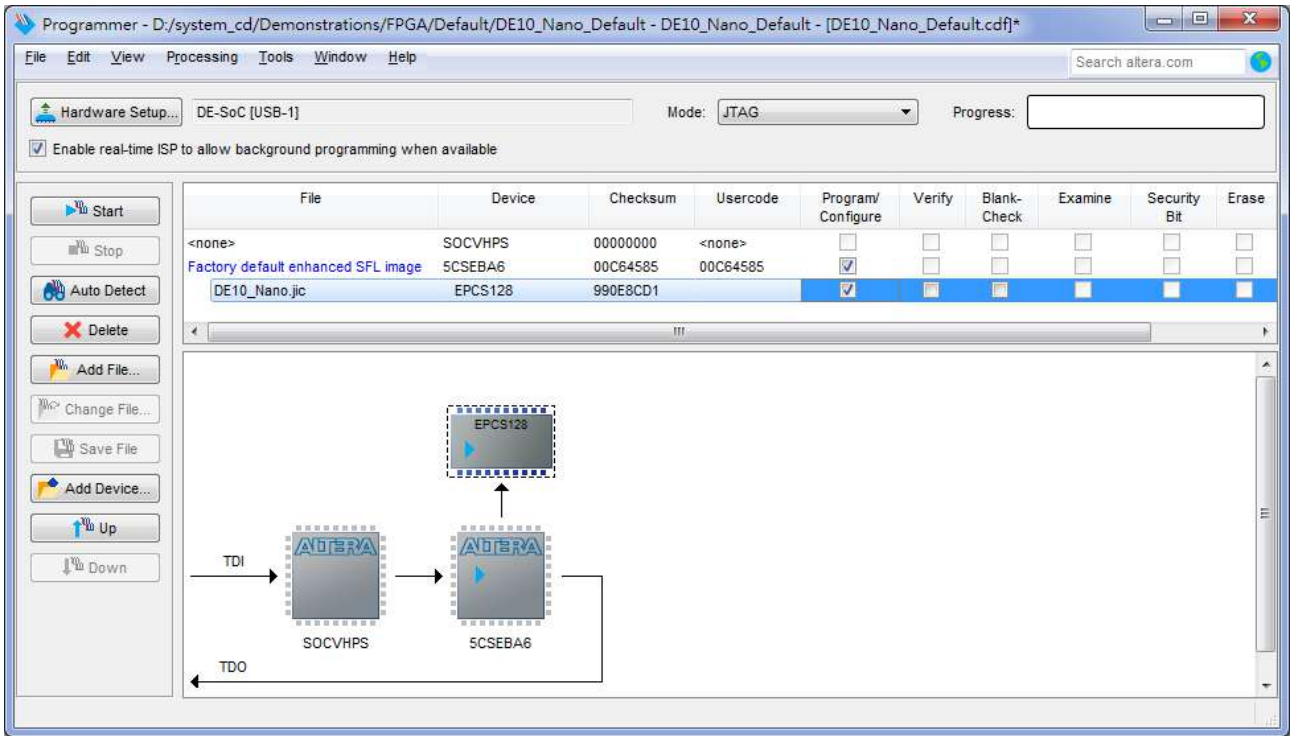 Programmer - D:/system_cd/Demonstrations/FPGA/Default/DE10_Nano_Default - DE10_Nano_Default - [DE10_Nano_Default.cdf]*
File Edit View Processing Tools Window Help
Search altera.com
Hardware Setup... DE-SoC [USB-1] Mode: JTAG Progress:
Enable real-time ISP to allow background programming when available
Start
Stop
Auto Detect
Delete
Add File...
Change File...
Save File
Add Device...
Up
Down
File Device Checksum Usercode Program/ Configure Verify Blank- Check Examine Security Bit Erase
<none> SOCVHPS 00000000 <none>
Factory default enhanced SFL image 5CSEBA6 00C64585 00C64585
DE10_Nano.jic EPCS128 990E8CD1
EPCS128
TDI
ALTERA
ALTERA
SOCVHPS
5CSEBA6
TDO